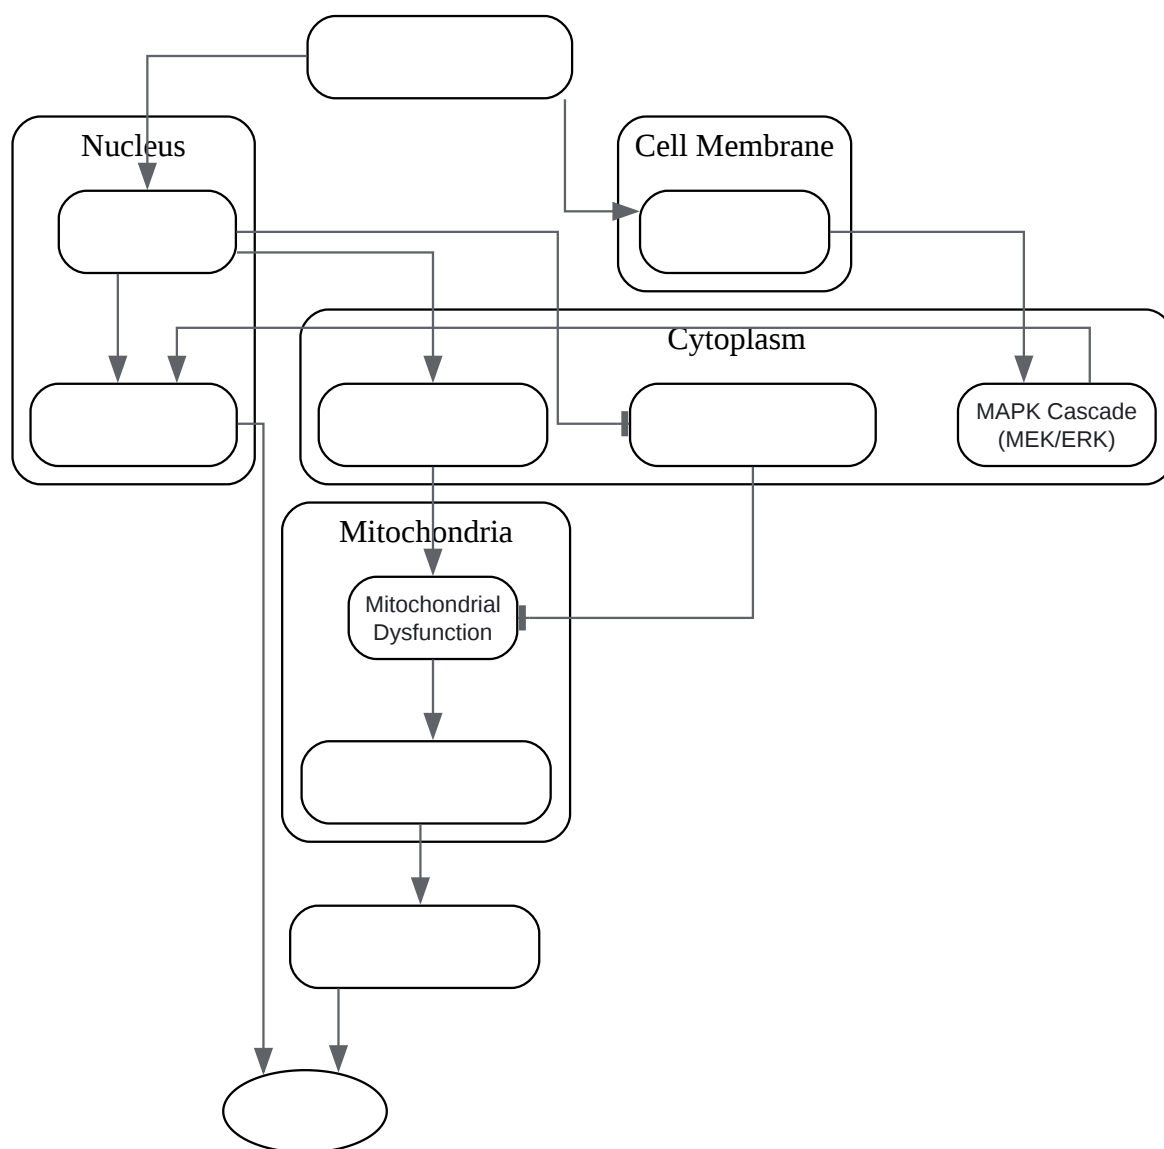 Nucleus
Cell Membrane
Cytoplasm
MAPK Cascade
(MEK/ERK)
Mitochondria
Mitochondrial
Dysfunction